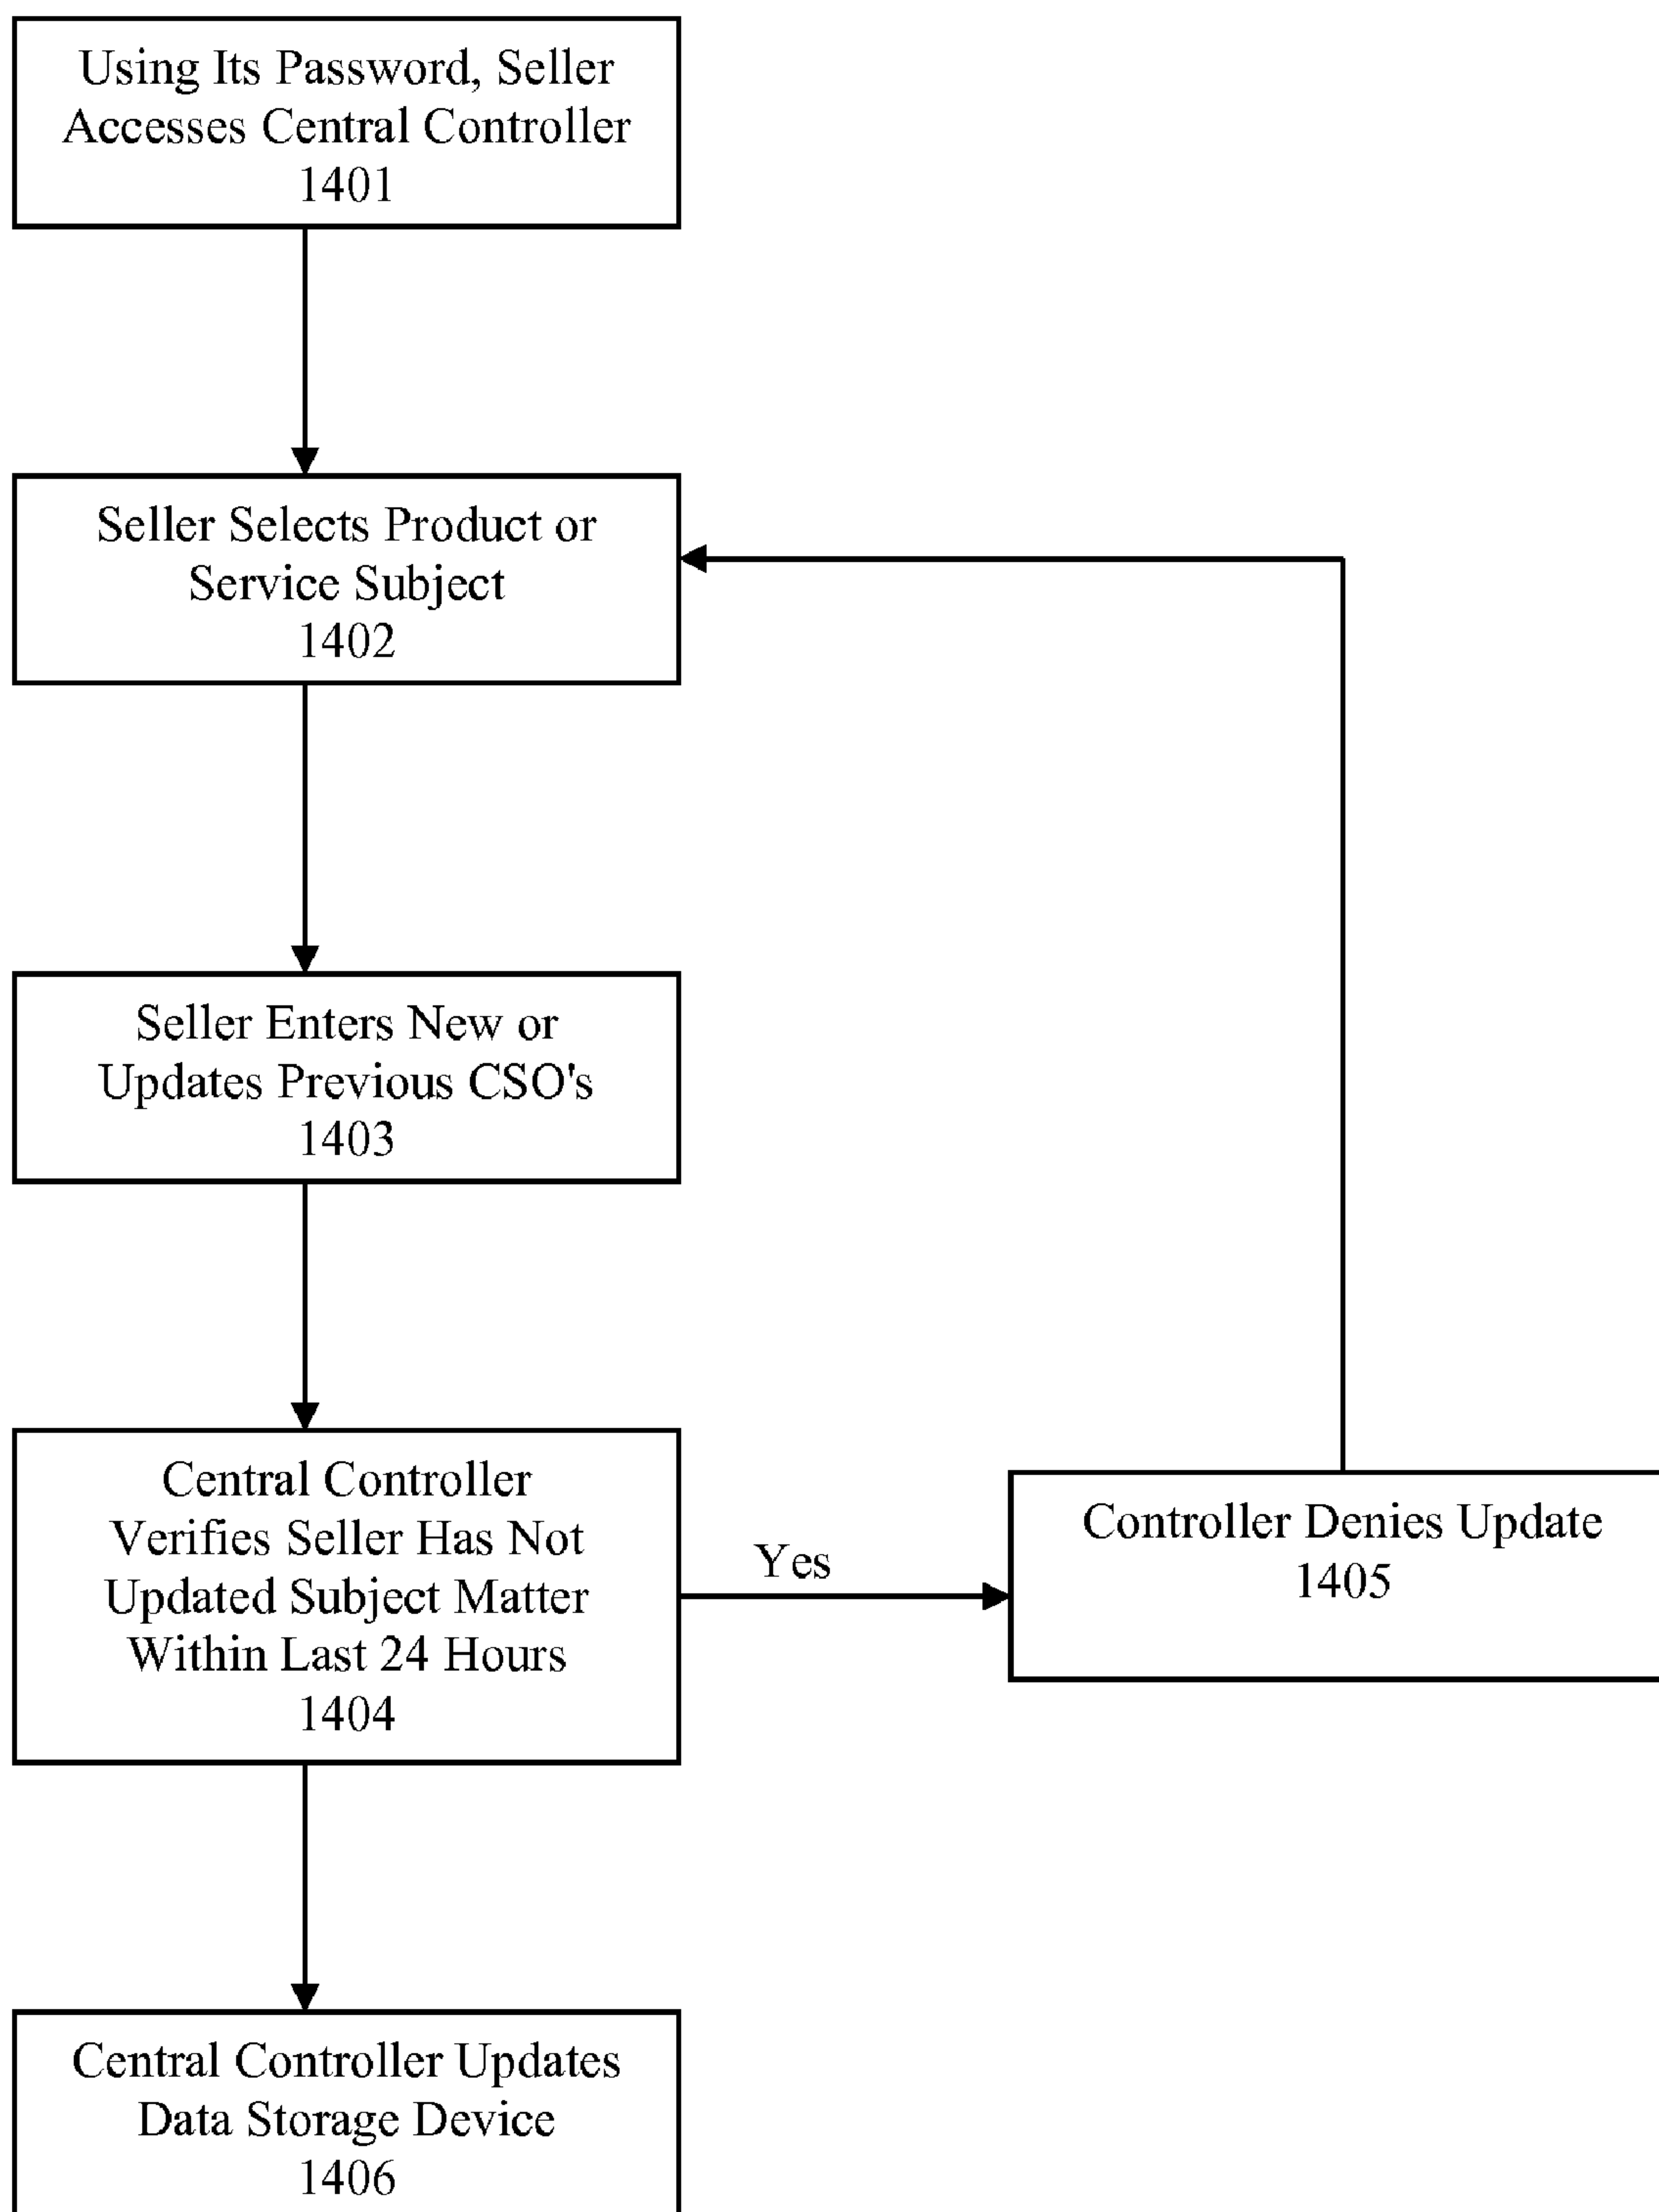 Using Its Password, Seller
Accesses Central Controller
1401
Seller Selects Product or
Service Subject
1402
Seller Enters New or
Updates Previous CSO's
1403
Central Controller
Verifies Seller Has Not
Updated Subject Matter
Within Last 24 Hours
1404
Yes
Controller Denies Update
1405
Central Controller Updates
Data Storage Device
1406